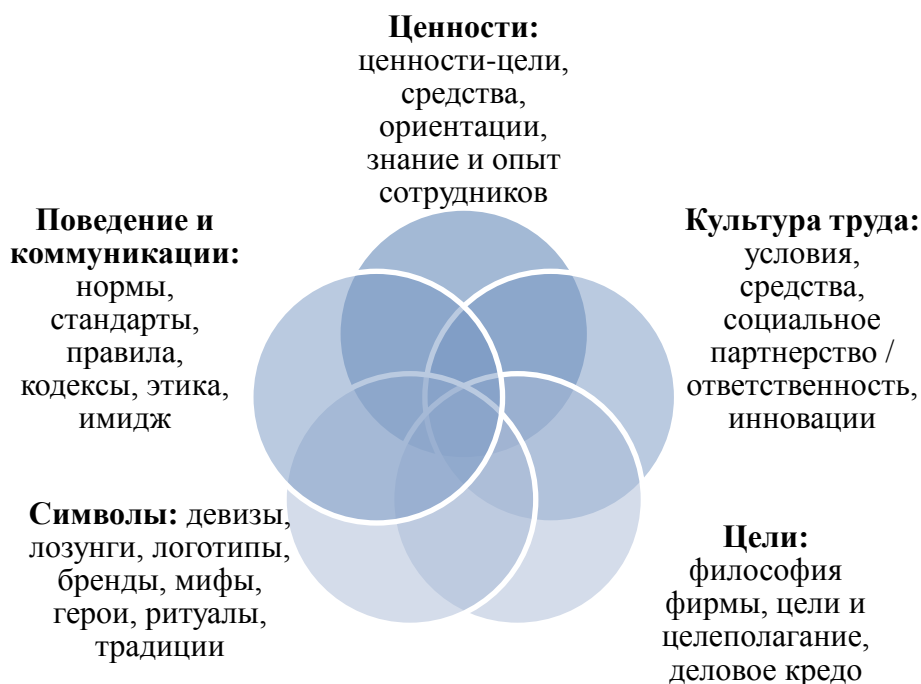 Ценности:
ценности-цели,
средства,
ориентации,
знание и опыт
сотрудников
Культура труда:
условия,
средства,
социальное
партнерство /
ответственность,
инновации
Цели:
философия
фирмы, цели и
целеполагание,
деловое кредо
Символы: девизы,
лозунги, логотипы,
бренды, мифы,
герои, ритуалы,
традиции
Поведение и
коммуникации:
нормы,
стандарты,
правила,
кодексы, этика,
имидж